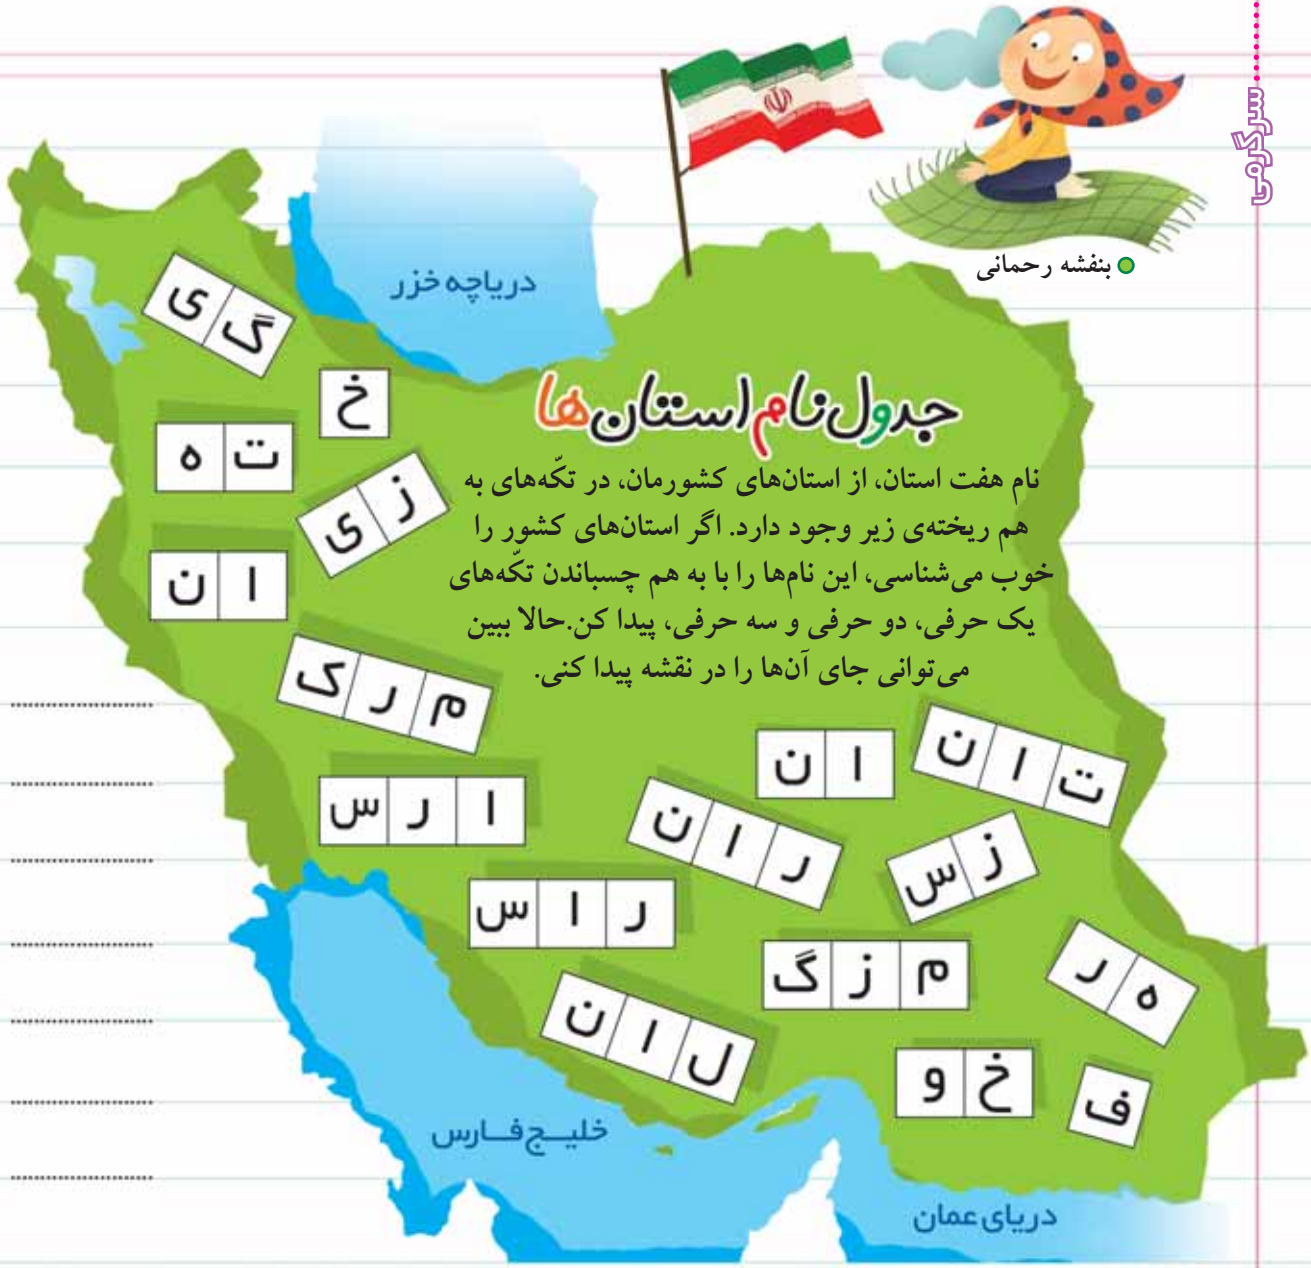 سرگرمی
بنفشه رحمانی
دریاچه خزر
جدول نام استان‌ها
نام هفت استان، از استان‌های کشورمان، در تکّه‌های به
هم ریخته‌ی زیر وجود دارد. اگر استان‌های کشور را
خوب می‌شناسی، این نام‌ها را با به هم چسباندن تکّه‌های
یک حرفی، دو حرفی و سه حرفی، پیدا کن.حالا ببین
می‌توانی جای آن‌ها را در نقشه پیدا کنی.
گ ی
خ
ت ه
ز ی
ا ن
م ر ک
ا ر س
ت ا ن
ا ن
ر ا ن
ز س
ر ا س
م ز گ
ه ر
ل ا ن
خ و
ف
خلیج فارس
دریای عمان